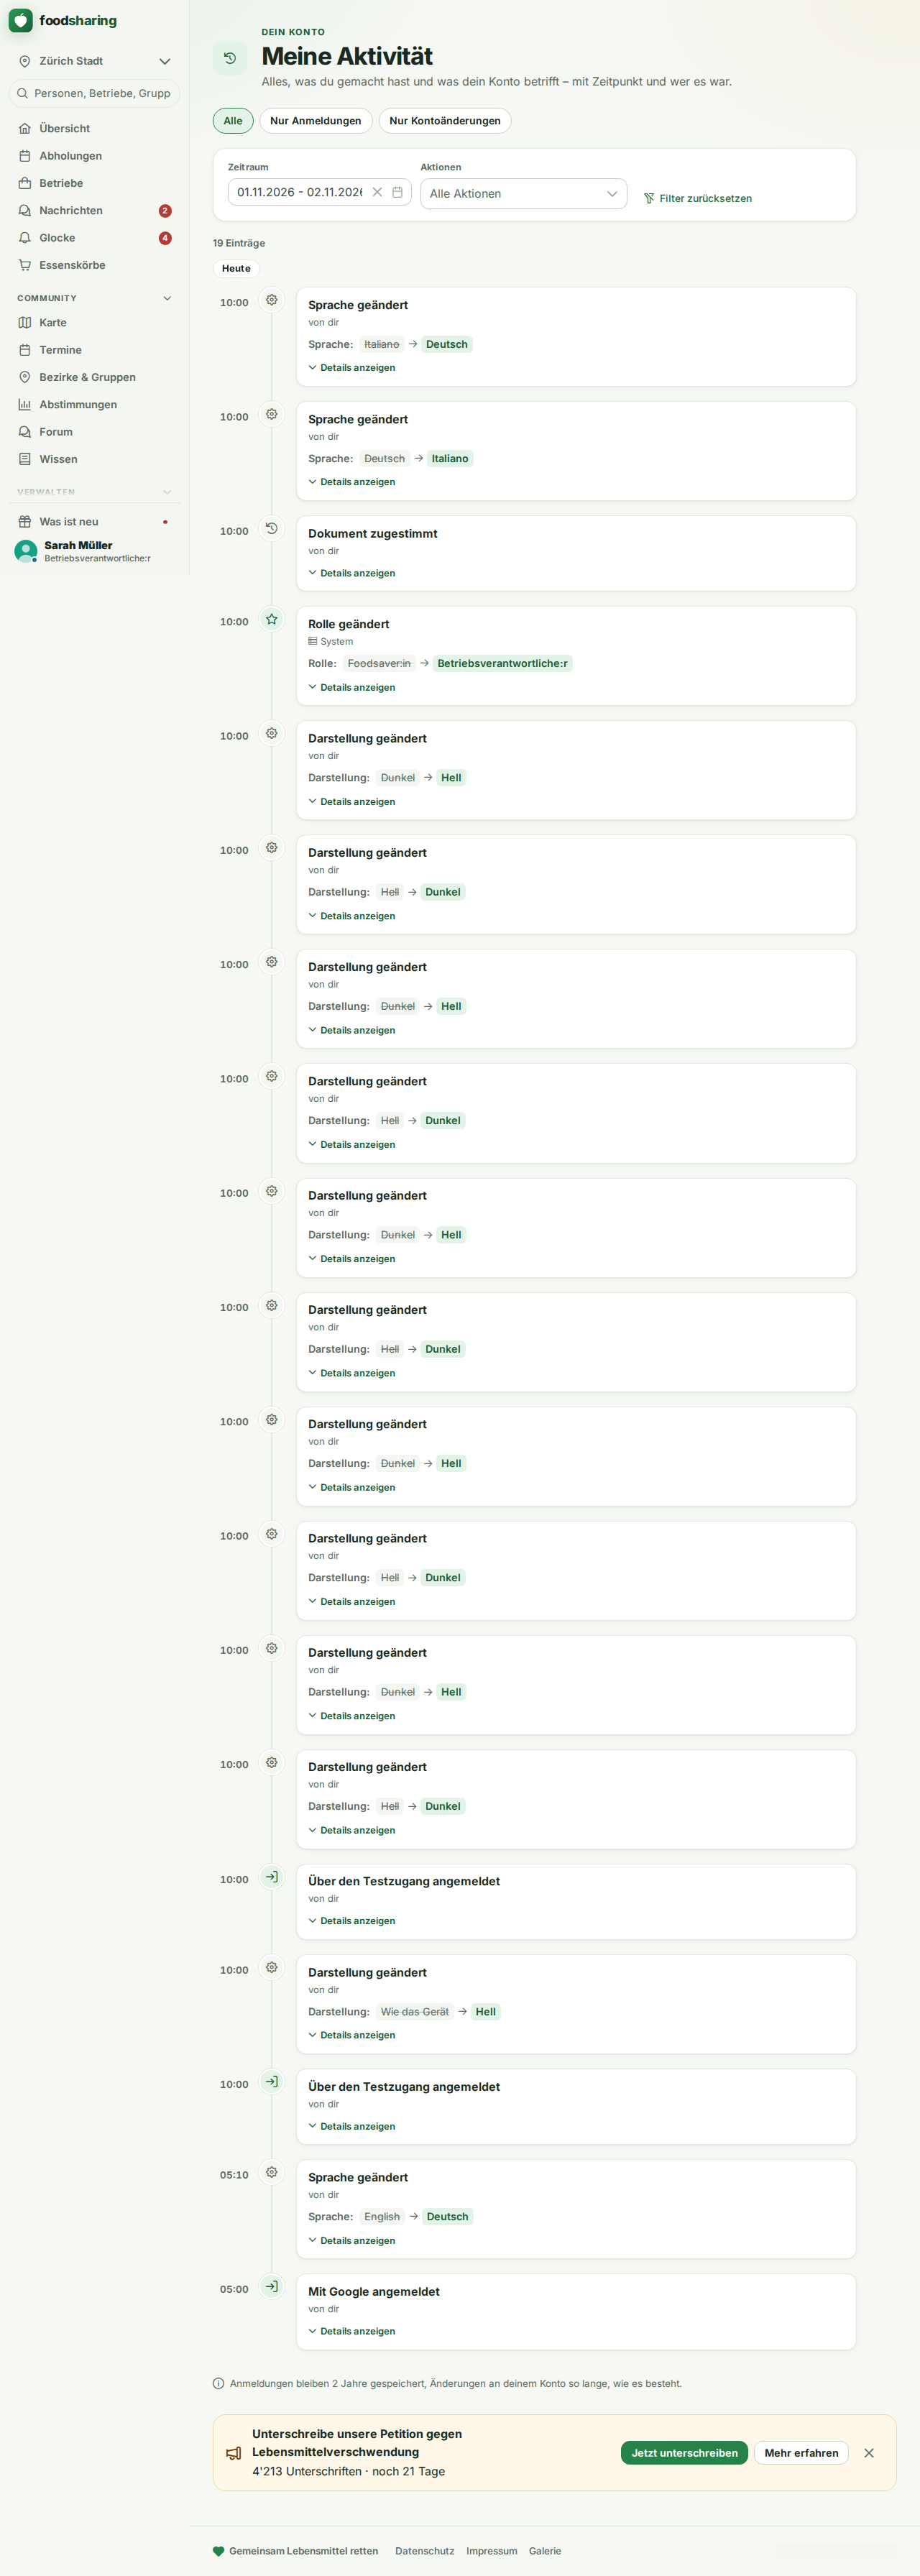 foodsharing
Zürich Stadt
Personen, Betriebe, Grupp
Übersicht
Abholungen
Betriebe
Nachrichten 2
Glocke 4
Essenskörbe
COMMUNITY
Karte
Termine
Bezirke & Gruppen
Abstimmungen
Forum
Wissen
VERWALTEN
Was ist neu
Sarah Müller
Betriebsverantwortliche:r
DEIN KONTO
Meine Aktivität
Alles, was du gemacht hast und was dein Konto betrifft – mit Zeitpunkt und wer es war.
Alle Nur Anmeldungen Nur Kontoänderungen
Zeitraum Aktionen
01.11.2026 - 02.11.2026 Alle Aktionen Filter zurücksetzen
19 Einträge
Heute
10:00 Sprache geändert
von dir
Sprache: Italiano → Deutsch
Details anzeigen
10:00 Sprache geändert
von dir
Sprache: Deutsch → Italiano
Details anzeigen
10:00 Dokument zugestimmt
von dir
Details anzeigen
10:00 Rolle geändert
System
Rolle: Foodsaver:in → Betriebsverantwortliche:r
Details anzeigen
10:00 Darstellung geändert
von dir
Darstellung: Dunkel → Hell
Details anzeigen
10:00 Darstellung geändert
von dir
Darstellung: Hell → Dunkel
Details anzeigen
10:00 Darstellung geändert
von dir
Darstellung: Dunkel → Hell
Details anzeigen
10:00 Darstellung geändert
von dir
Darstellung: Hell → Dunkel
Details anzeigen
10:00 Darstellung geändert
von dir
Darstellung: Dunkel → Hell
Details anzeigen
10:00 Darstellung geändert
von dir
Darstellung: Hell → Dunkel
Details anzeigen
10:00 Darstellung geändert
von dir
Darstellung: Dunkel → Hell
Details anzeigen
10:00 Darstellung geändert
von dir
Darstellung: Hell → Dunkel
Details anzeigen
10:00 Darstellung geändert
von dir
Darstellung: Dunkel → Hell
Details anzeigen
10:00 Darstellung geändert
von dir
Darstellung: Hell → Dunkel
Details anzeigen
10:00 Über den Testzugang angemeldet
von dir
Details anzeigen
10:00 Darstellung geändert
von dir
Darstellung: Wie das Gerät → Hell
Details anzeigen
10:00 Über den Testzugang angemeldet
von dir
Details anzeigen
05:10 Sprache geändert
von dir
Sprache: English → Deutsch
Details anzeigen
05:00 Mit Google angemeldet
von dir
Details anzeigen
Anmeldungen bleiben 2 Jahre gespeichert, Änderungen an deinem Konto so lange, wie es besteht.
Unterschreibe unsere Petition gegen
Lebensmittelverschwendung
4'213 Unterschriften · noch 21 Tage
Jetzt unterschreiben Mehr erfahren
Gemeinsam Lebensmittel retten Datenschutz Impressum Galerie